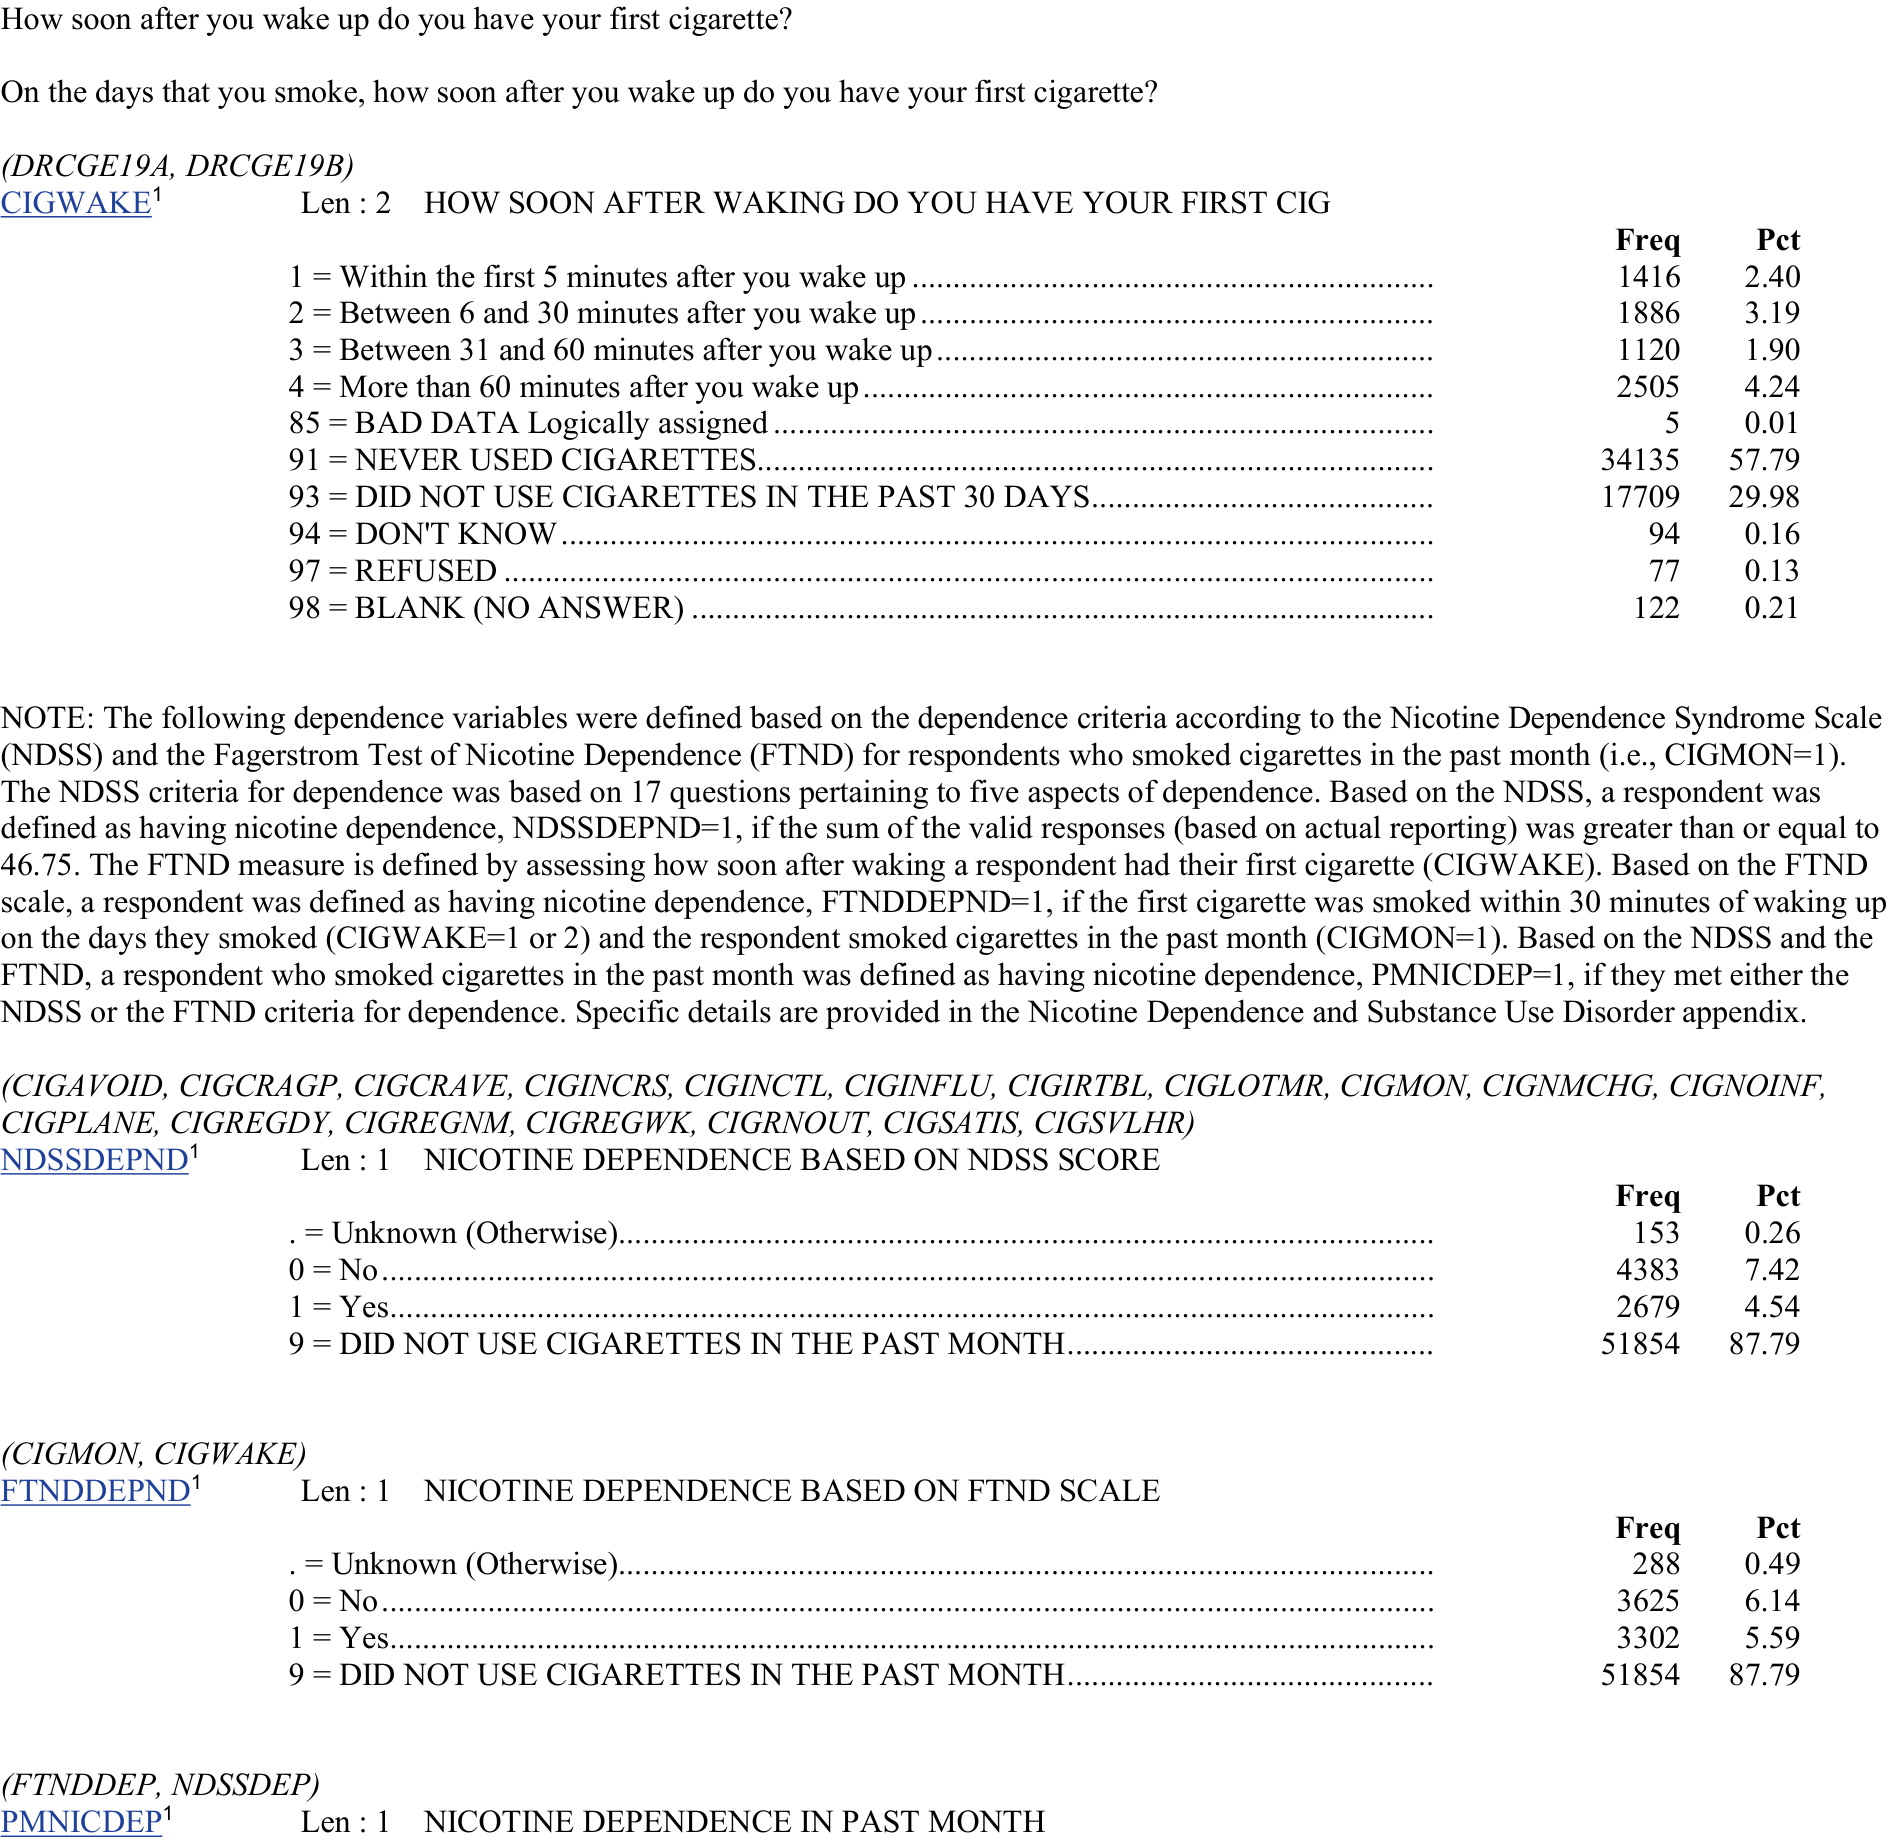 How soon after you wake up do you have your first cigarette?
On the days that you smoke, how soon after you wake up do you have your first cigarette?
(DRCGE19A, DRCGE19B)
CIGWAKE¹ Len : 2 HOW SOON AFTER WAKING DO YOU HAVE YOUR FIRST CIG
Freq Pct
1 = Within the first 5 minutes after you wake up ................................................................ 1416 2.40
2 = Between 6 and 30 minutes after you wake up ............................................................... 1886 3.19
3 = Between 31 and 60 minutes after you wake up ............................................................. 1120 1.90
4 = More than 60 minutes after you wake up ...................................................................... 2505 4.24
85 = BAD DATA Logically assigned ................................................................................. 5 0.01
91 = NEVER USED CIGARETTES................................................................................... 34135 57.79
93 = DID NOT USE CIGARETTES IN THE PAST 30 DAYS.......................................... 17709 29.98
94 = DON'T KNOW ........................................................................................................... 94 0.16
97 = REFUSED .................................................................................................................. 77 0.13
98 = BLANK (NO ANSWER) ........................................................................................... 122 0.21
NOTE: The following dependence variables were defined based on the dependence criteria according to the Nicotine Dependence Syndrome Scale
(NDSS) and the Fagerstrom Test of Nicotine Dependence (FTND) for respondents who smoked cigarettes in the past month (i.e., CIGMON=1).
The NDSS criteria for dependence was based on 17 questions pertaining to five aspects of dependence. Based on the NDSS, a respondent was
defined as having nicotine dependence, NDSSDEPND=1, if the sum of the valid responses (based on actual reporting) was greater than or equal to
46.75. The FTND measure is defined by assessing how soon after waking a respondent had their first cigarette (CIGWAKE). Based on the FTND
scale, a respondent was defined as having nicotine dependence, FTNDDEPND=1, if the first cigarette was smoked within 30 minutes of waking up
on the days they smoked (CIGWAKE=1 or 2) and the respondent smoked cigarettes in the past month (CIGMON=1). Based on the NDSS and the
FTND, a respondent who smoked cigarettes in the past month was defined as having nicotine dependence, PMNICDEP=1, if they met either the
NDSS or the FTND criteria for dependence. Specific details are provided in the Nicotine Dependence and Substance Use Disorder appendix.
(CIGAVOID, CIGCRAGP, CIGCRAVE, CIGINCRS, CIGINCTL, CIGINFLU, CIGIRTBL, CIGLOTMR, CIGMON, CIGNMCHG, CIGNOINF,
CIGPLANE, CIGREGDY, CIGREGNM, CIGREGWK, CIGRNOUT, CIGSATIS, CIGSVLHR)
NDSSDEPND¹ Len : 1 NICOTINE DEPENDENCE BASED ON NDSS SCORE
Freq Pct
. = Unknown (Otherwise).................................................................................................... 153 0.26
0 = No ................................................................................................................................. 4383 7.42
1 = Yes................................................................................................................................ 2679 4.54
9 = DID NOT USE CIGARETTES IN THE PAST MONTH............................................. 51854 87.79
(CIGMON, CIGWAKE)
FTNDDEPND¹ Len : 1 NICOTINE DEPENDENCE BASED ON FTND SCALE
Freq Pct
. = Unknown (Otherwise).................................................................................................... 288 0.49
0 = No ................................................................................................................................. 3625 6.14
1 = Yes................................................................................................................................ 3302 5.59
9 = DID NOT USE CIGARETTES IN THE PAST MONTH............................................. 51854 87.79
(FTNDDEP, NDSSDEP)
PMNICDEP¹ Len : 1 NICOTINE DEPENDENCE IN PAST MONTH